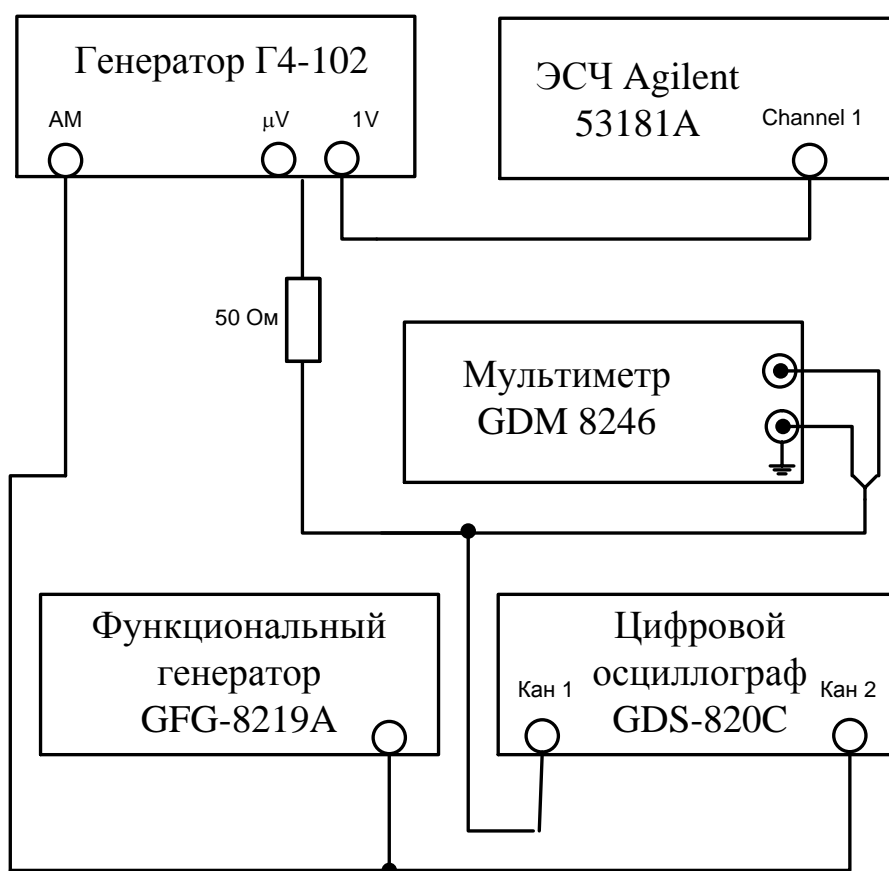 Генератор Г4-102
AM
μV
1V
ЭСЧ Agilent
53181A
Channel 1
50 Ом
Мультиметр
GDM 8246
Функциональный
генератор
GFG-8219A
Цифровой
осциллограф
GDS-820C
Кан 1
Кан 2